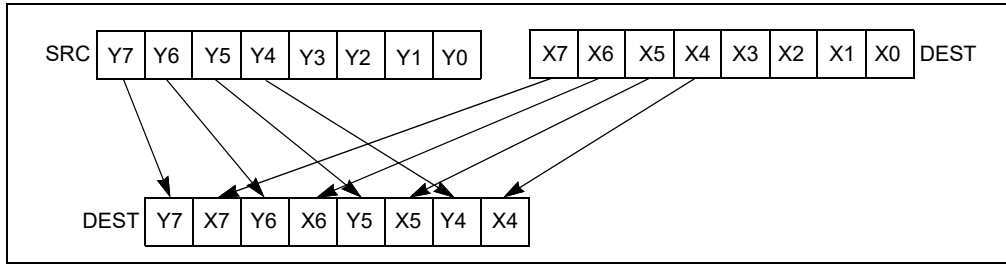 SRC Y7 Y6 Y5 Y4 Y3 Y2 Y1 Y0 X7 X6 X5 X4 X3 X2 X1 X0 DEST
DEST Y7 X7 Y6 X6 Y5 X5 Y4 X4